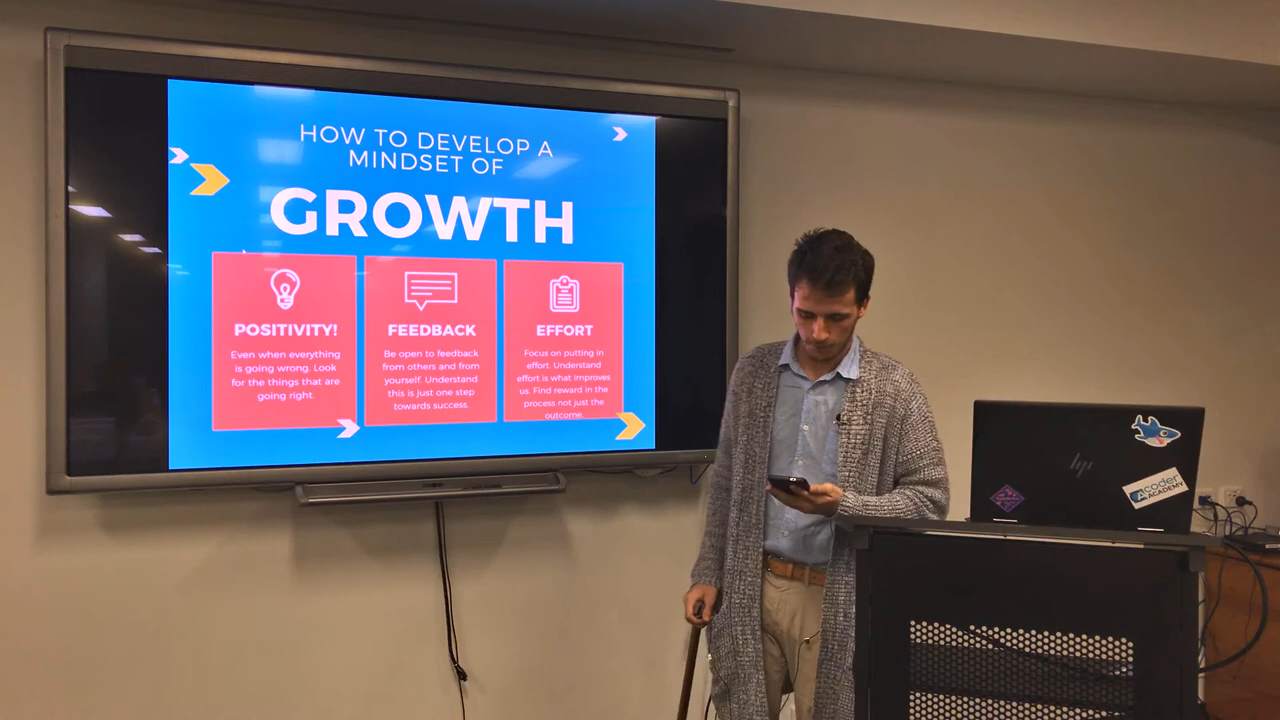 HOW TO DEVELOP A
MINDSET OF
GROWTH
POSITIVITY!
Even when everything
is going wrong. Look
for the things that are
going right.
FEEDBACK
Be open to feedback
from others and from
yourself. Understand
this is just one step
towards success.
EFFORT
Focus on putting in
effort. Understand
effort is what improves
us. Find reward in the
process not just the
outcome.
hp
coder
ACADEMY